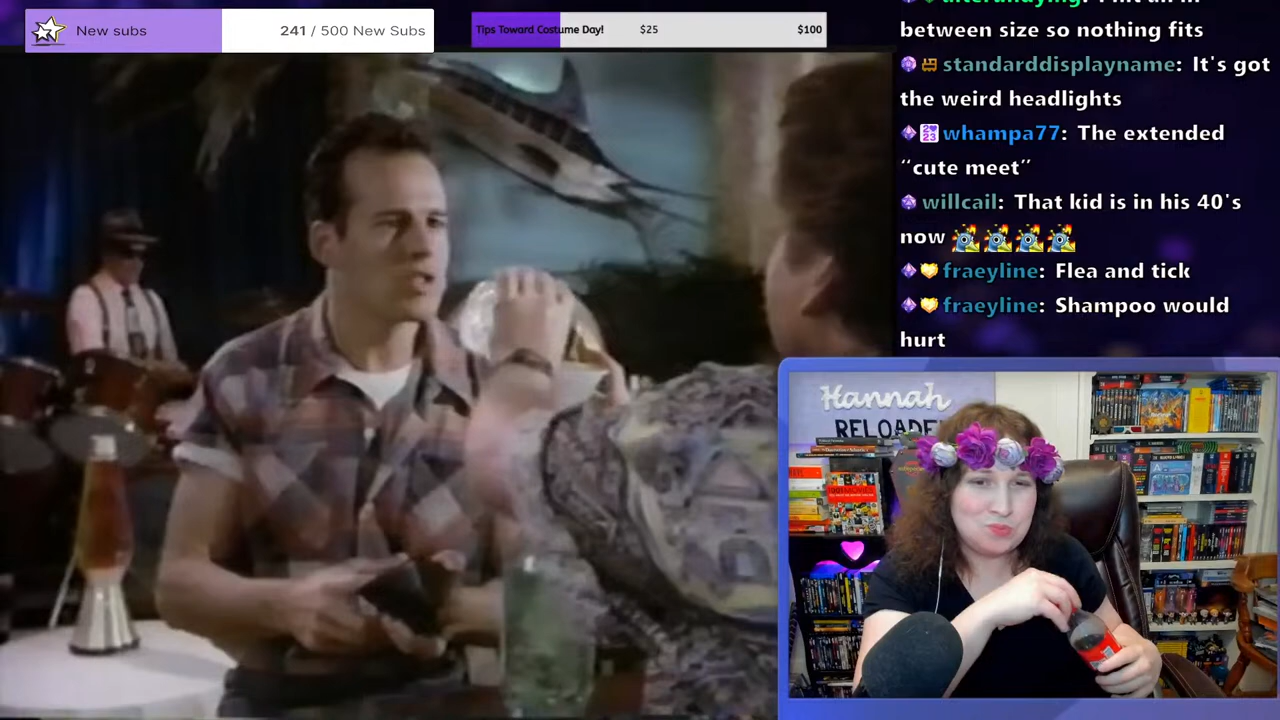 New subs
241 / 500 New Subs
Tips Toward Costume Day!
$25
$100
between size so nothing fits
standarddisplayname: It's got
the weird headlights
whampa77: The extended
“cute meet”
willcail: That kid is in his 40's
now
fraeyline: Flea and tick
fraeyline: Shampoo would
hurt
Hannah
RELOADE